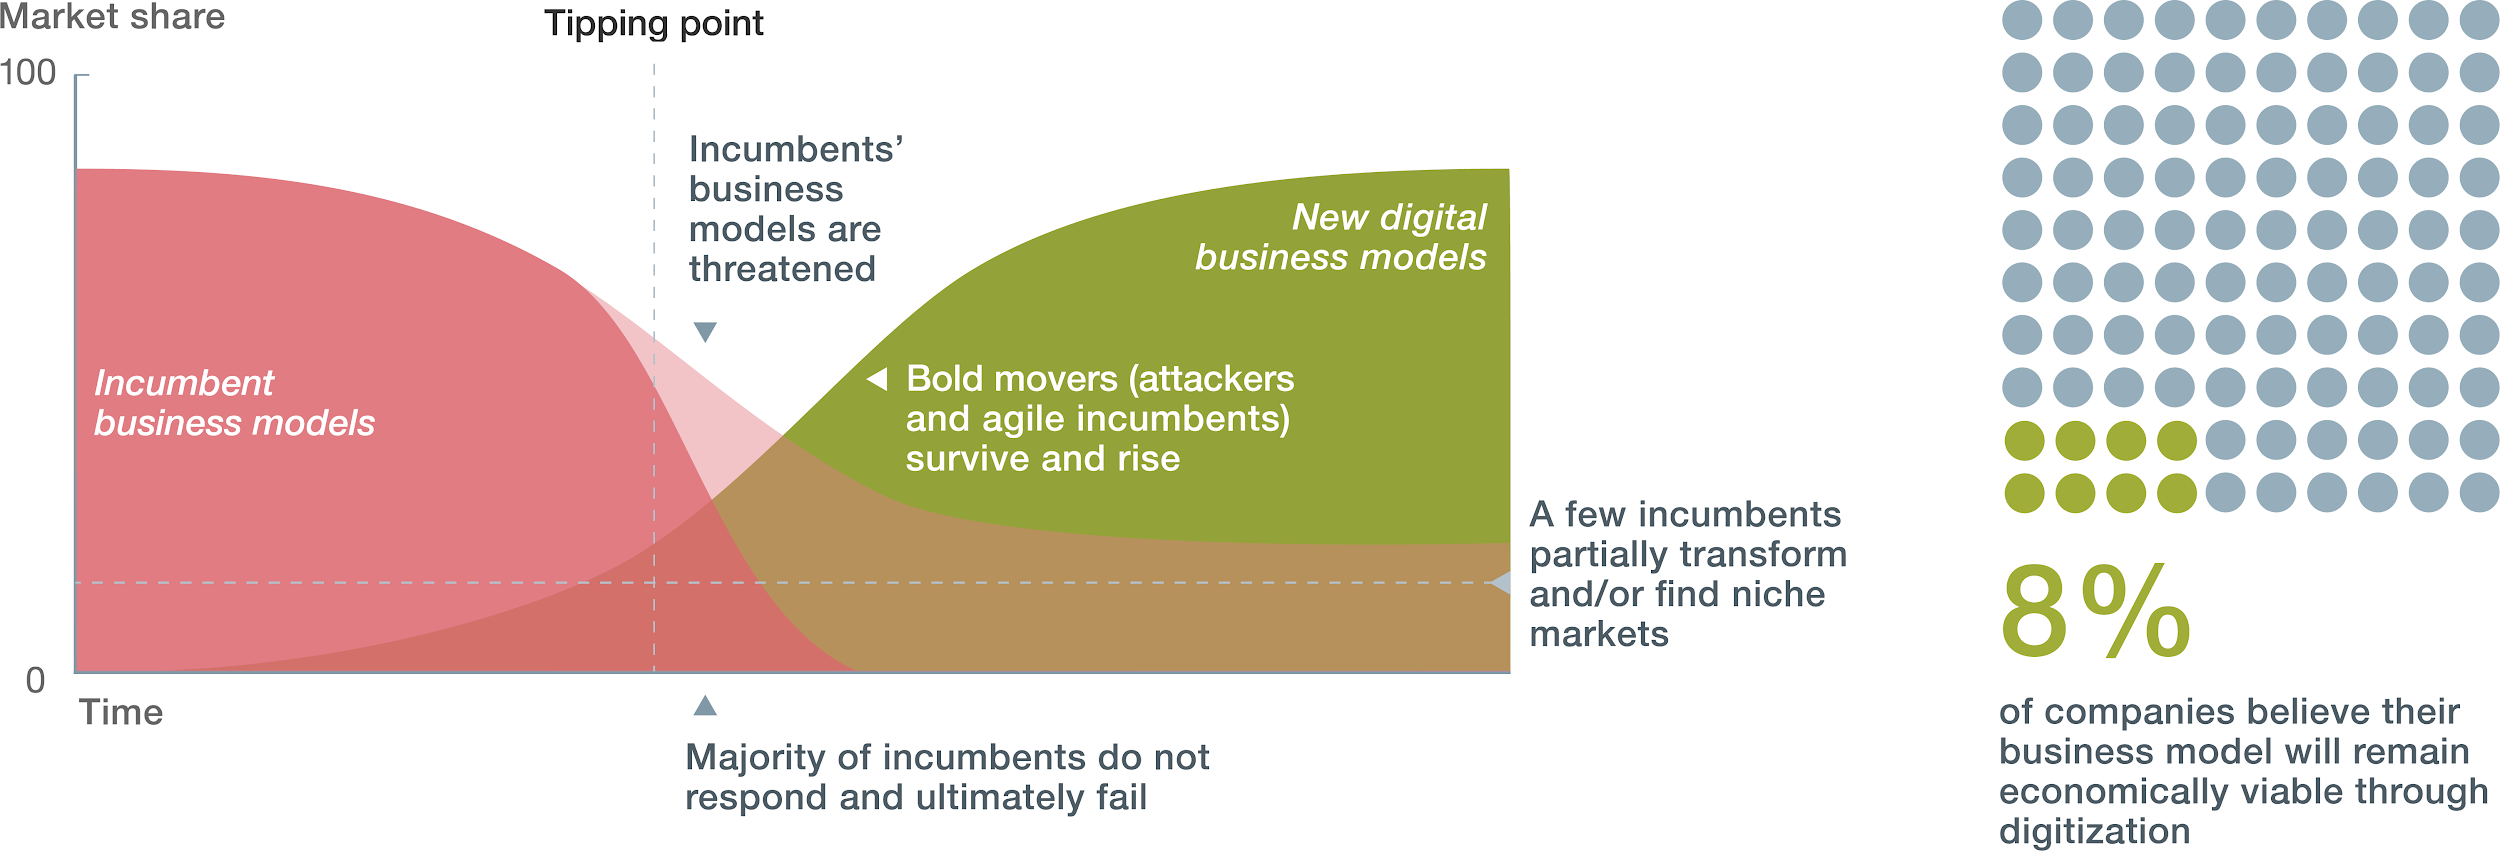 Market share
100
Tipping point
Incumbents’
business
models are
threatened
New digital
business models
Incumbent
business models
Bold movers (attackers
and agile incumbents)
survive and rise
A few incumbents
partially transform
and/or find niche
markets
0
Time
Majority of incumbents do not
respond and ultimately fail
8%
of companies believe their
business model will remain
economically viable through
digitization